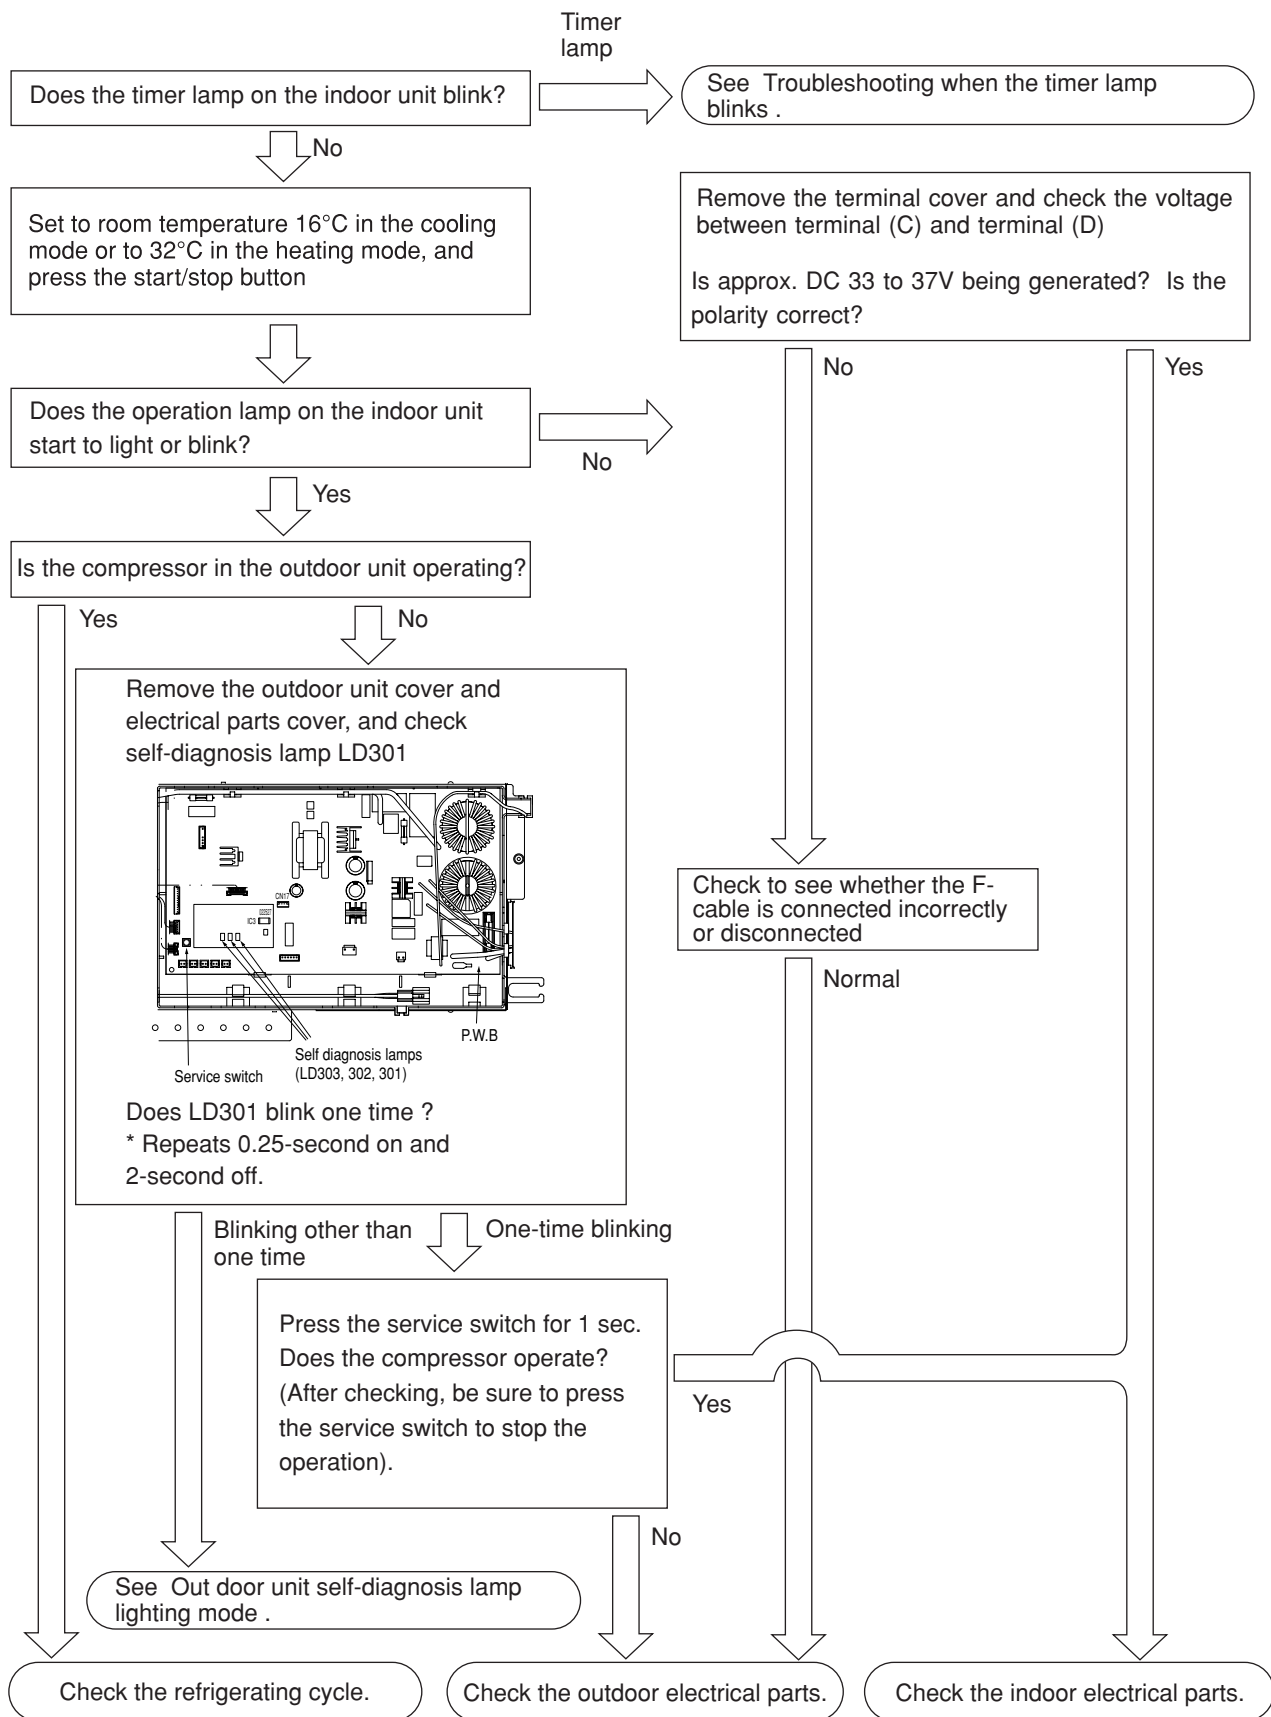 Timer
lamp
Does the timer lamp on the indoor unit blink?
See Troubleshooting when the timer lamp
blinks .
No
Set to room temperature 16°C in the cooling
mode or to 32°C in the heating mode, and
press the start/stop button
Remove the terminal cover and check the voltage
between terminal (C) and terminal (D)
Is approx. DC 33 to 37V being generated? Is the
polarity correct?
No
Yes
Does the operation lamp on the indoor unit
start to light or blink?
No
Yes
Is the compressor in the outdoor unit operating?
Yes
No
Remove the outdoor unit cover and
electrical parts cover, and check
self-diagnosis lamp LD301
CN17
IC3
P.W.B
Self diagnosis lamps
(LD303, 302, 301)
Service switch
Does LD301 blink one time ?
* Repeats 0.25-second on and
2-second off.
Check to see whether the F-
cable is connected incorrectly
or disconnected
Normal
Blinking other than
one time
One-time blinking
Press the service switch for 1 sec.
Does the compressor operate?
(After checking, be sure to press
the service switch to stop the
operation).
Yes
No
See Out door unit self-diagnosis lamp
lighting mode .
Check the refrigerating cycle.
Check the outdoor electrical parts.
Check the indoor electrical parts.